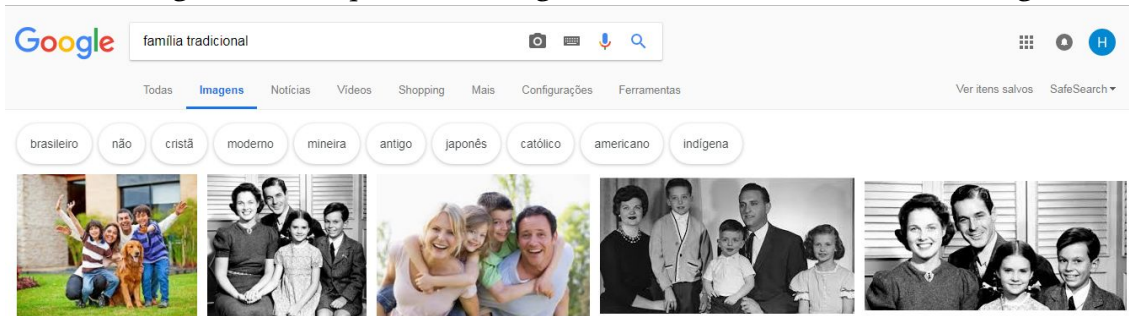 Google família tradicional
H
Todas Imagens Notícias Vídeos Shopping Mais Configurações Ferramentas Ver itens salvos SafeSearch
brasileiro não cristã moderno mineira antigo japonês católico americano indígena